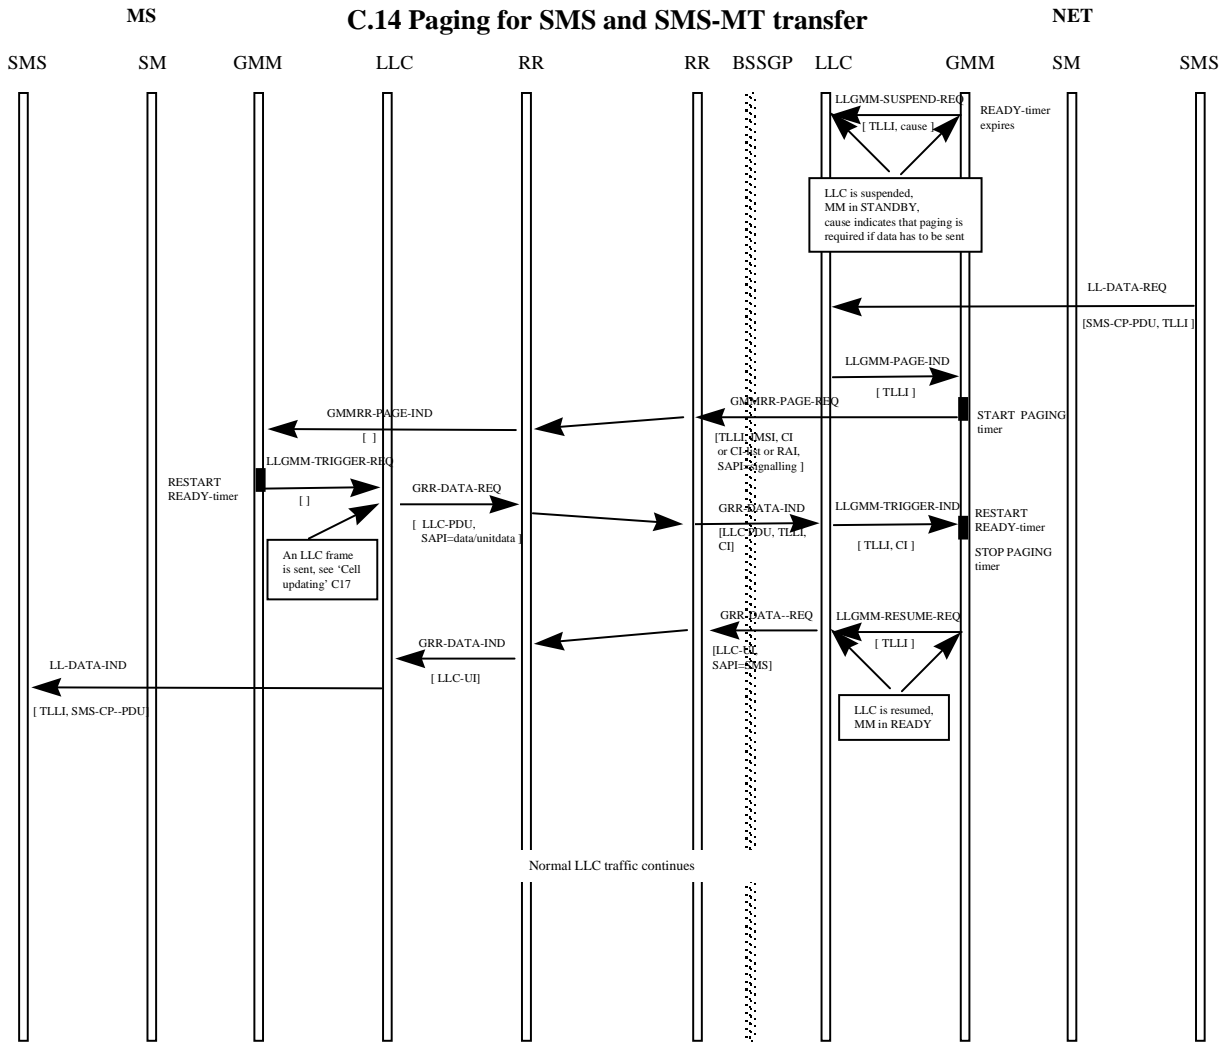 MS
C.14 Paging for SMS and SMS-MT transfer
NET
SMS SM GMM LLC RR RR BSSGP LLC GMM SM SMS
LLGMM-SUSPEND-REQ
[ TLLI, cause ]
READY-timer
expires
LLC is suspended,
MM in STANDBY,
cause indicates that paging is
required if data has to be sent
LL-DATA-REQ
[SMS-CP-PDU, TLLI ]
LLGMM-PAGE-IND
[ TLLI ]
GMMRR-PAGE-REQ
[TLLI, IMSI, CI
or CI-list or RAI,
SAPI=signalling ]
START PAGING
timer
GMMRR-PAGE-IND
[ ]
LLGMM-TRIGGER-REQ
[ ]
RESTART
READY-timer
GRR-DATA-REQ
[ LLC-PDU,
SAPI=data/unitdata ]
An LLC frame
is sent, see ‘Cell
updating’ C17
GRR-DATA-IND
[LLC-PDU, TLLI,
CI]
LLGMM-TRIGGER-IND
[ TLLI, CI ]
RESTART
READY-timer
STOP PAGING
timer
GRR-DATA--REQ
[LLC-UI,
SAPI=SMS]
LLGMM-RESUME-REQ
[ TLLI ]
GRR-DATA-IND
[ LLC-UI]
LL-DATA-IND
[ TLLI, SMS-CP--PDU]
LLC is resumed,
MM in READY
Normal LLC traffic continues